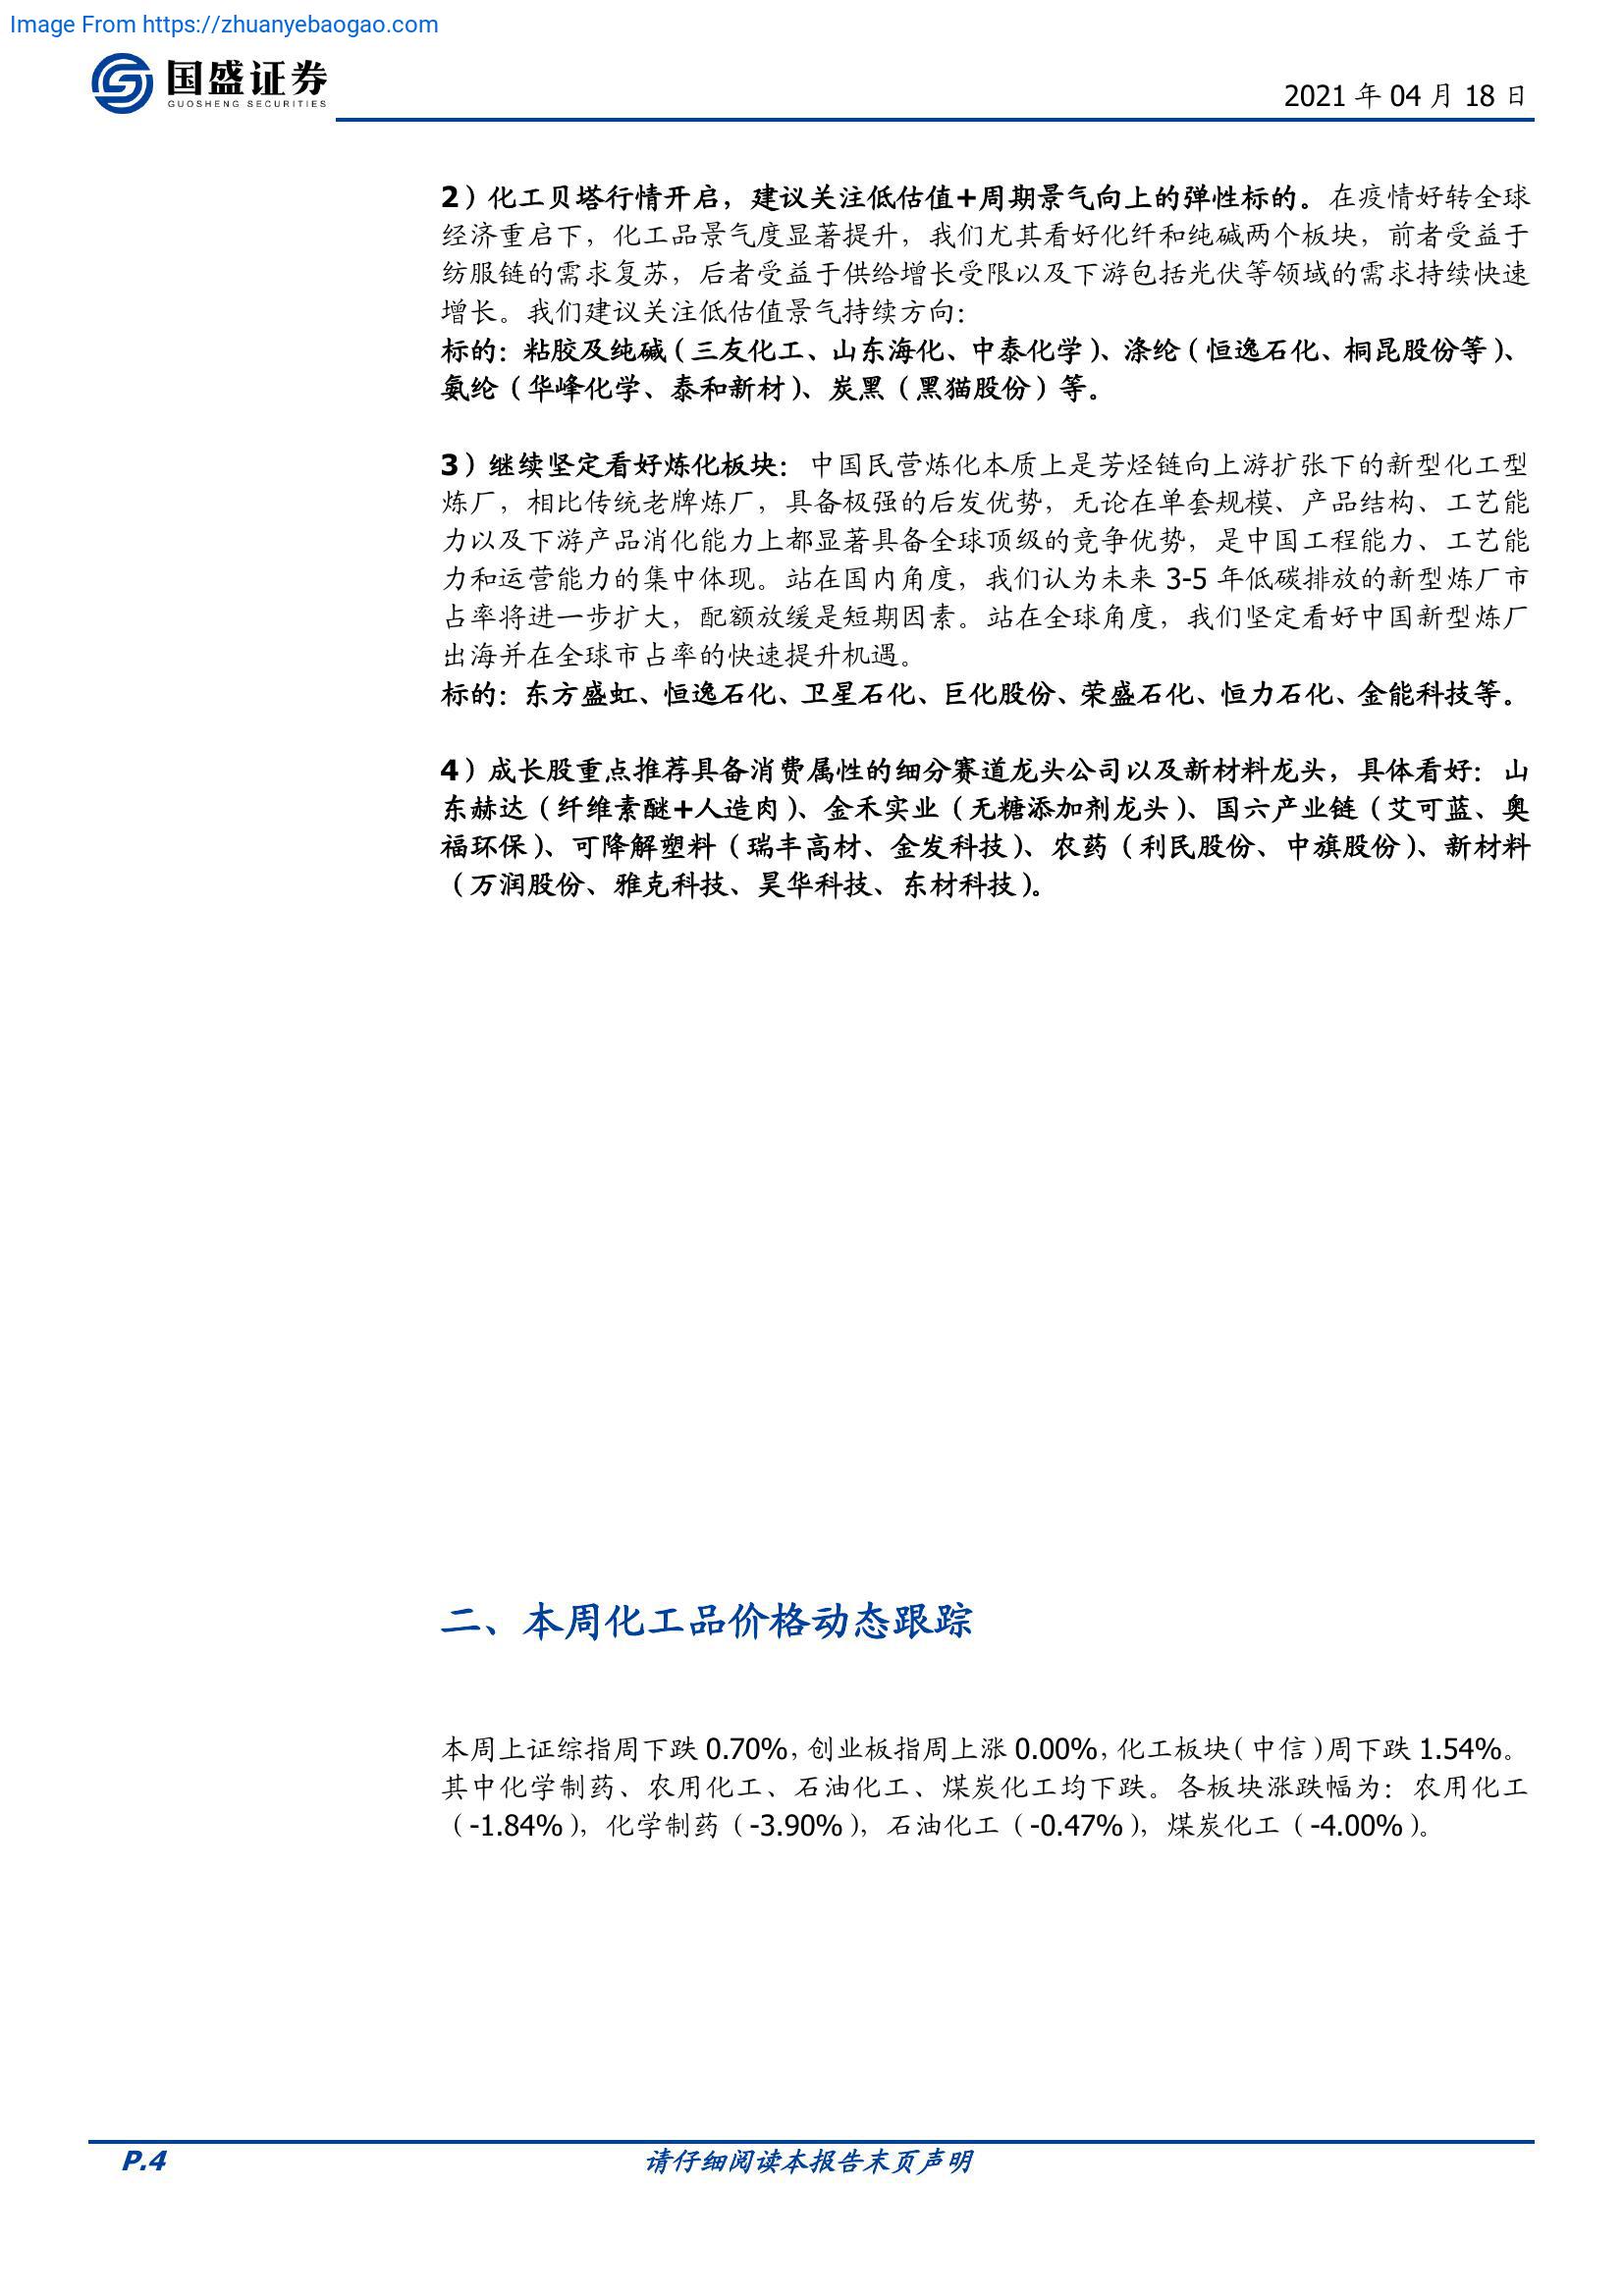 Image From https://zhuanyebaogao.com
国盛证券
GUOSHENG SECURITIES
2021 年 04 月 18 日
2）化工贝塔行情开启，建议关注低估值+周期景气向上的弹性标的。在疫情好转全球
经济重启下，化工品景气度显著提升，我们尤其看好化纤和纯碱两个板块，前者受益于
纺服链的需求复苏，后者受益于供给增长受限以及下游包括光伏等领域的需求持续快速
增长。我们建议关注低估值景气持续方向：
标的：粘胶及纯碱（三友化工、山东海化、中泰化学）、涤纶（恒逸石化、桐昆股份等）、
氨纶（华峰化学、泰和新材）、炭黑（黑猫股份）等。
3）继续坚定看好炼化板块：中国民营炼化本质上是芳烃链向上游扩张下的新型化工型
炼厂，相比传统老牌炼厂，具备极强的后发优势，无论在单套规模、产品结构、工艺能
力以及下游产品消化能力上都显著具备全球顶级的竞争优势，是中国工程能力、工艺能
力和运营能力的集中体现。站在国内角度，我们认为未来 3-5 年低碳排放的新型炼厂市
占率将进一步扩大，配额放缓是短期因素。站在全球角度，我们坚定看好中国新型炼厂
出海并在全球市占率的快速提升机遇。
标的：东方盛虹、恒逸石化、卫星石化、巨化股份、荣盛石化、恒力石化、金能科技等。
4）成长股重点推荐具备消费属性的细分赛道龙头公司以及新材料龙头，具体看好：山
东赫达（纤维素醚+人造肉）、金禾实业（无糖添加剂龙头）、国六产业链（艾可蓝、奥
福环保）、可降解塑料（瑞丰高材、金发科技）、农药（利民股份、中旗股份）、新材料
（万润股份、雅克科技、昊华科技、东材科技）。
二、本周化工品价格动态跟踪
本周上证综指周下跌 0.70%，创业板指周上涨 0.00%，化工板块（中信）周下跌 1.54%。
其中化学制药、农用化工、石油化工、煤炭化工均下跌。各板块涨跌幅为：农用化工
（-1.84%），化学制药（-3.90%），石油化工（-0.47%），煤炭化工（-4.00%）。
P.4
请仔细阅读本报告末页声明